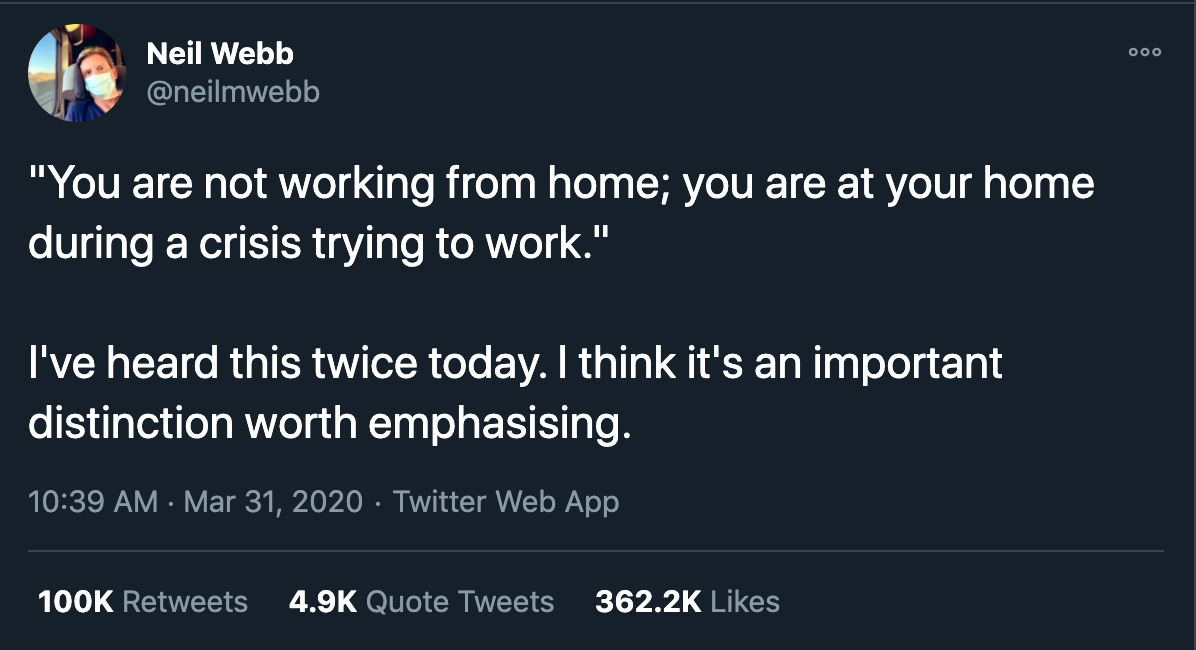 Neil Webb
@neilmwebb
"You are not working from home; you are at your home
during a crisis trying to work."
I've heard this twice today. I think it's an important
distinction worth emphasising.
10:39 AM · Mar 31, 2020 · Twitter Web App
100K Retweets 4.9K Quote Tweets 362.2K Likes